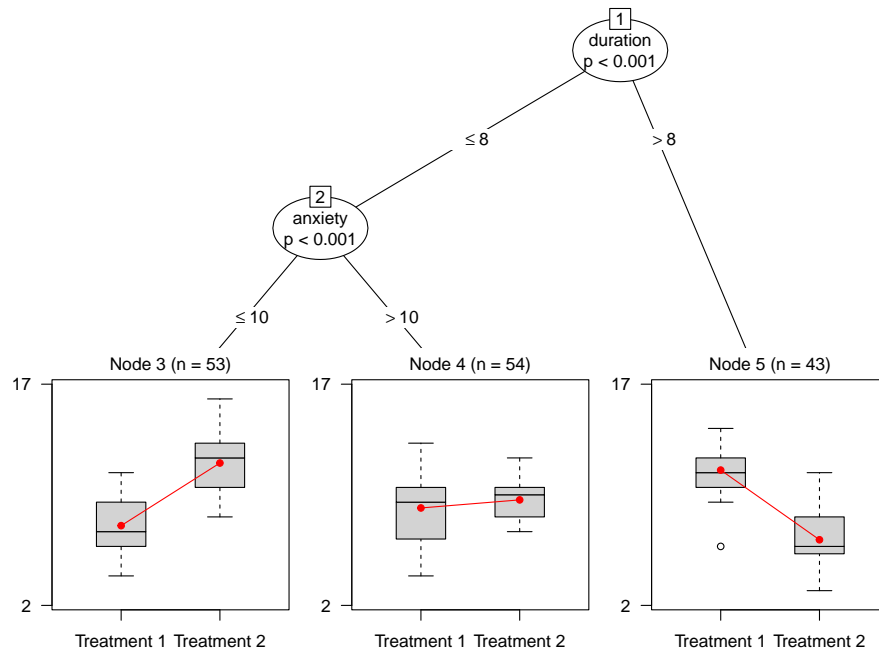 1
duration
p < 0.001
≤ 8
> 8
2
anxiety
p < 0.001
≤ 10
> 10
Node 3 (n = 53)
Node 4 (n = 54)
Node 5 (n = 43)
17
17
17
2
2
2
Treatment 1 Treatment 2
Treatment 1 Treatment 2
Treatment 1 Treatment 2